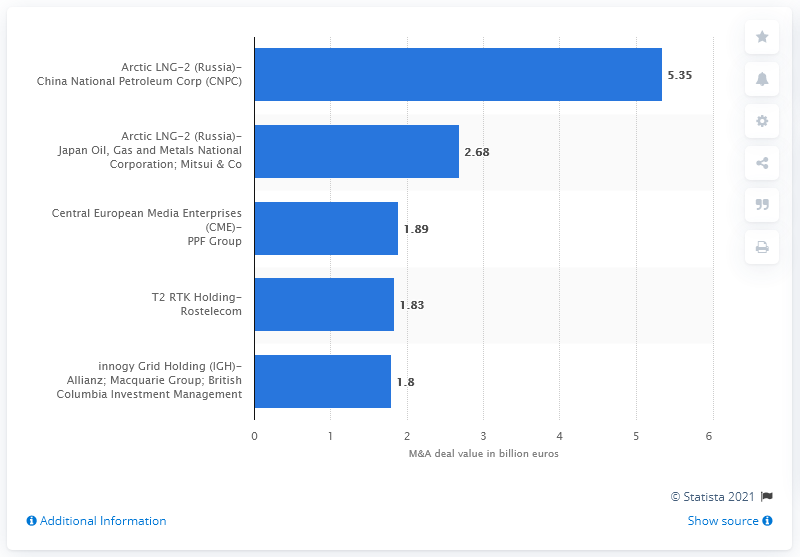 Arctic LNG-2 (Russia)-
China National Petroleum Corp (CNPC)
5.35
Arctic LNG-2 (Russia)-
Japan Oil, Gas and Metals National
Corporation; Mitsui & Co
2.68
Central European Media Enterprises
(CME)-
PPF Group
1.89
T2 RTK Holding-
Rostelecom
1.83
innogy Grid Holding (IGH)-
Allianz; Macquarie Group; British
Columbia Investment Management
1.8
0 1 2 3 4 5 6
M&A deal value in billion euros
© Statista 2021
Additional Information
Show source